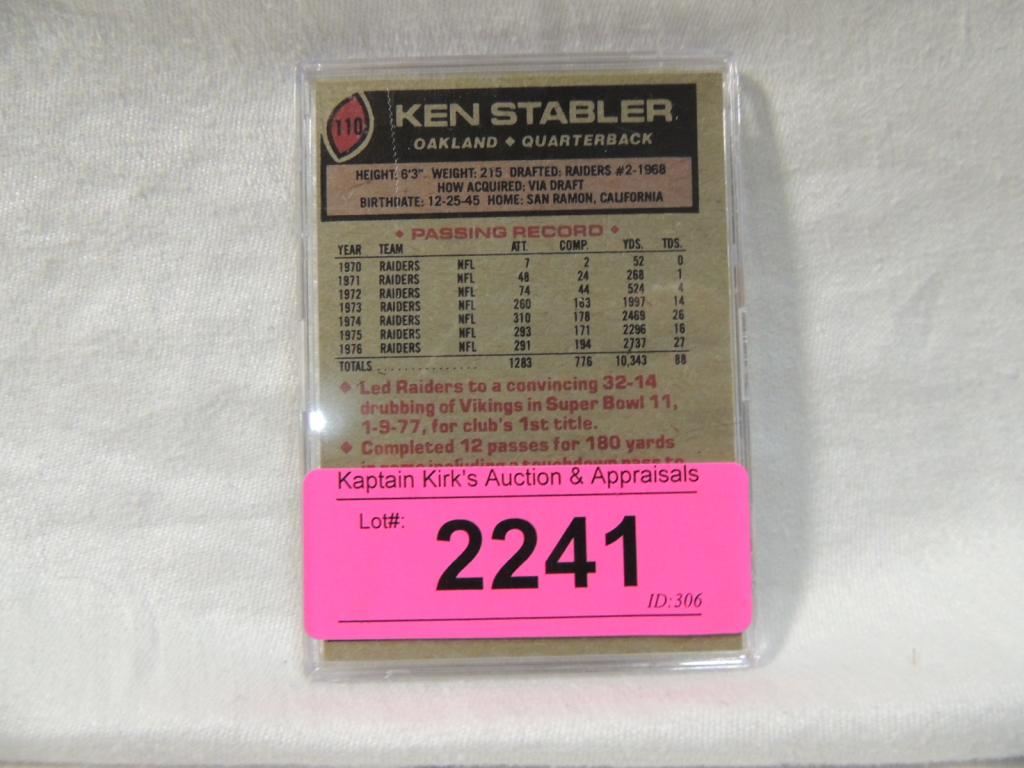 110
KEN STABLER
OAKLAND ♦ QUARTERBACK
HEIGHT: 6'3" WEIGHT: 215 DRAFTED: RAIDERS #2-1968
HOW ACQUIRED: VIA DRAFT
BIRTHDATE: 12-25-45 HOME: SAN RAMON, CALIFORNIA
♦ PASSING RECORD ♦
YEAR TEAM ATT. COMP. YDS. TDS.
1970 RAIDERS NFL 7 2 52 0
1971 RAIDERS NFL 48 24 268 1
1972 RAIDERS NFL 74 44 524 4
1973 RAIDERS NFL 260 163 1997 14
1974 RAIDERS NFL 310 178 2469 26
1975 RAIDERS NFL 293 171 2296 16
1976 RAIDERS NFL 291 194 2737 27
TOTALS ................ 1283 776 10,343 88
♦ Led Raiders to a convincing 32-14
drubbing of Vikings in Super Bowl 11,
1-9-77, for club's 1st title.
♦ Completed 12 passes for 180 yards
in game including a touchdown pass to
Kaptain Kirk's Auction & Appraisals
Lot#:
2241
ID:306